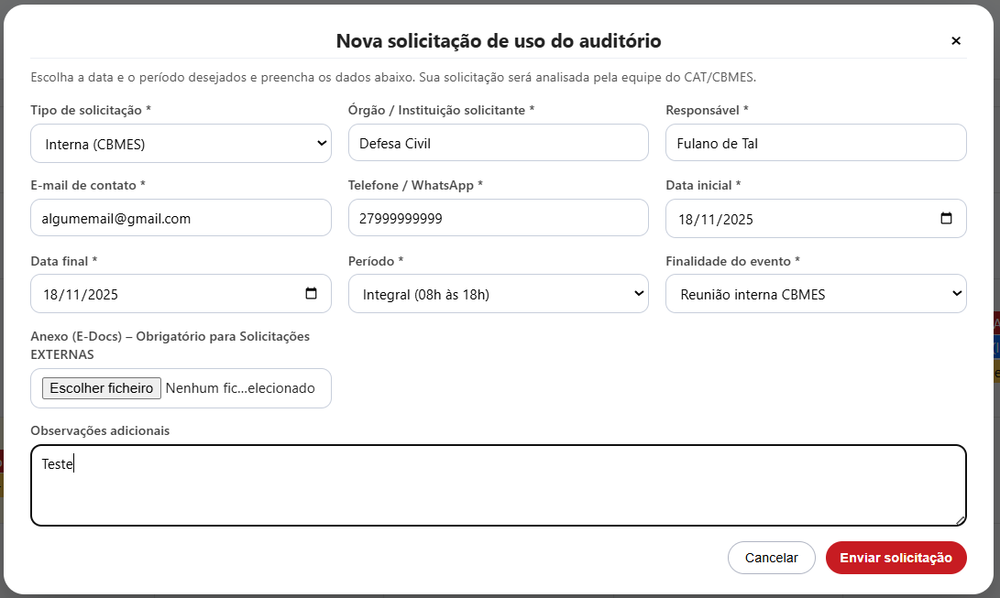 Nova solicitação de uso do auditório
×
Escolha a data e o período desejados e preencha os dados abaixo. Sua solicitação será analisada pela equipe do CAT/CBMES.
Tipo de solicitação * Órgão / Instituição solicitante * Responsável *
Interna (CBMES) Defesa Civil Fulano de Tal
E-mail de contato * Telefone / WhatsApp * Data inicial *
algumemail@gmail.com 27999999999 18/11/2025
Data final * Período * Finalidade do evento *
18/11/2025 Integral (08h às 18h) Reunião interna CBMES
Anexo (E-Docs) – Obrigatório para Solicitações
EXTERNAS
Escolher ficheiro Nenhum fic...elecionado
Observações adicionais
Teste
Cancelar Enviar solicitação